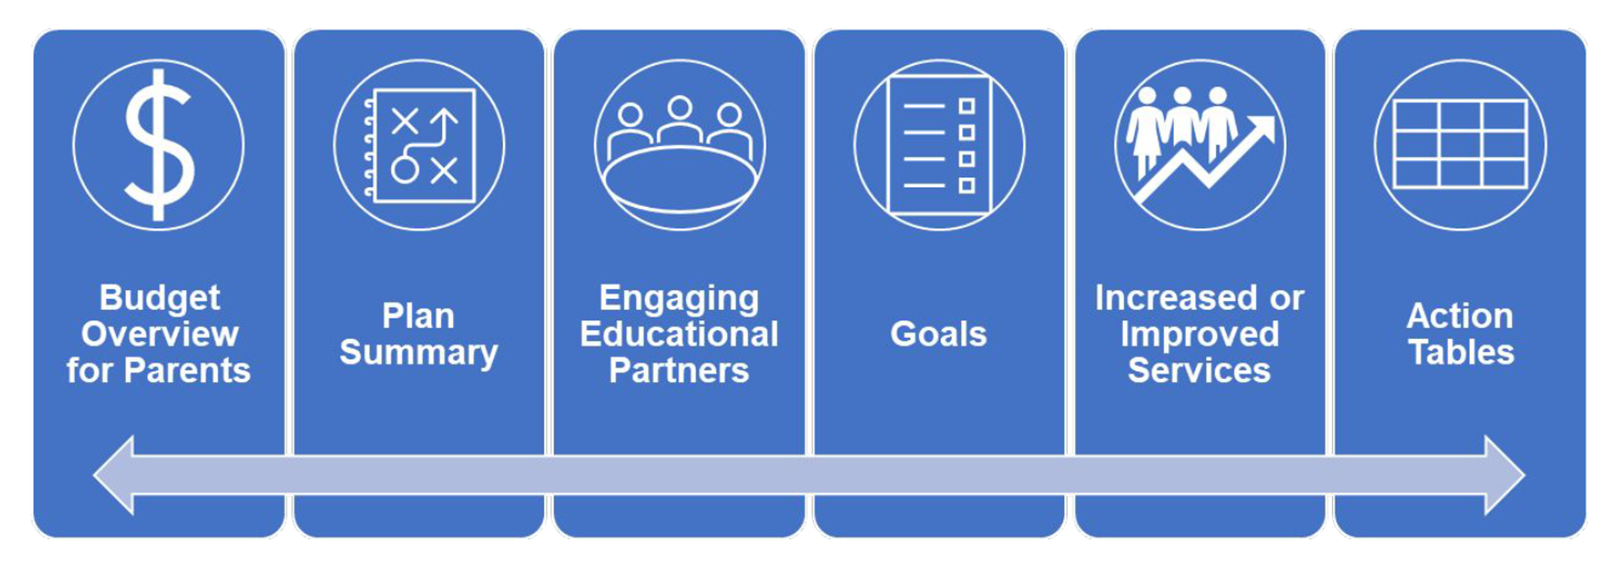 Budget
Overview
for Parents
Plan
Summary
Engaging
Educational
Partners
Goals
Increased or
Improved
Services
Action
Tables